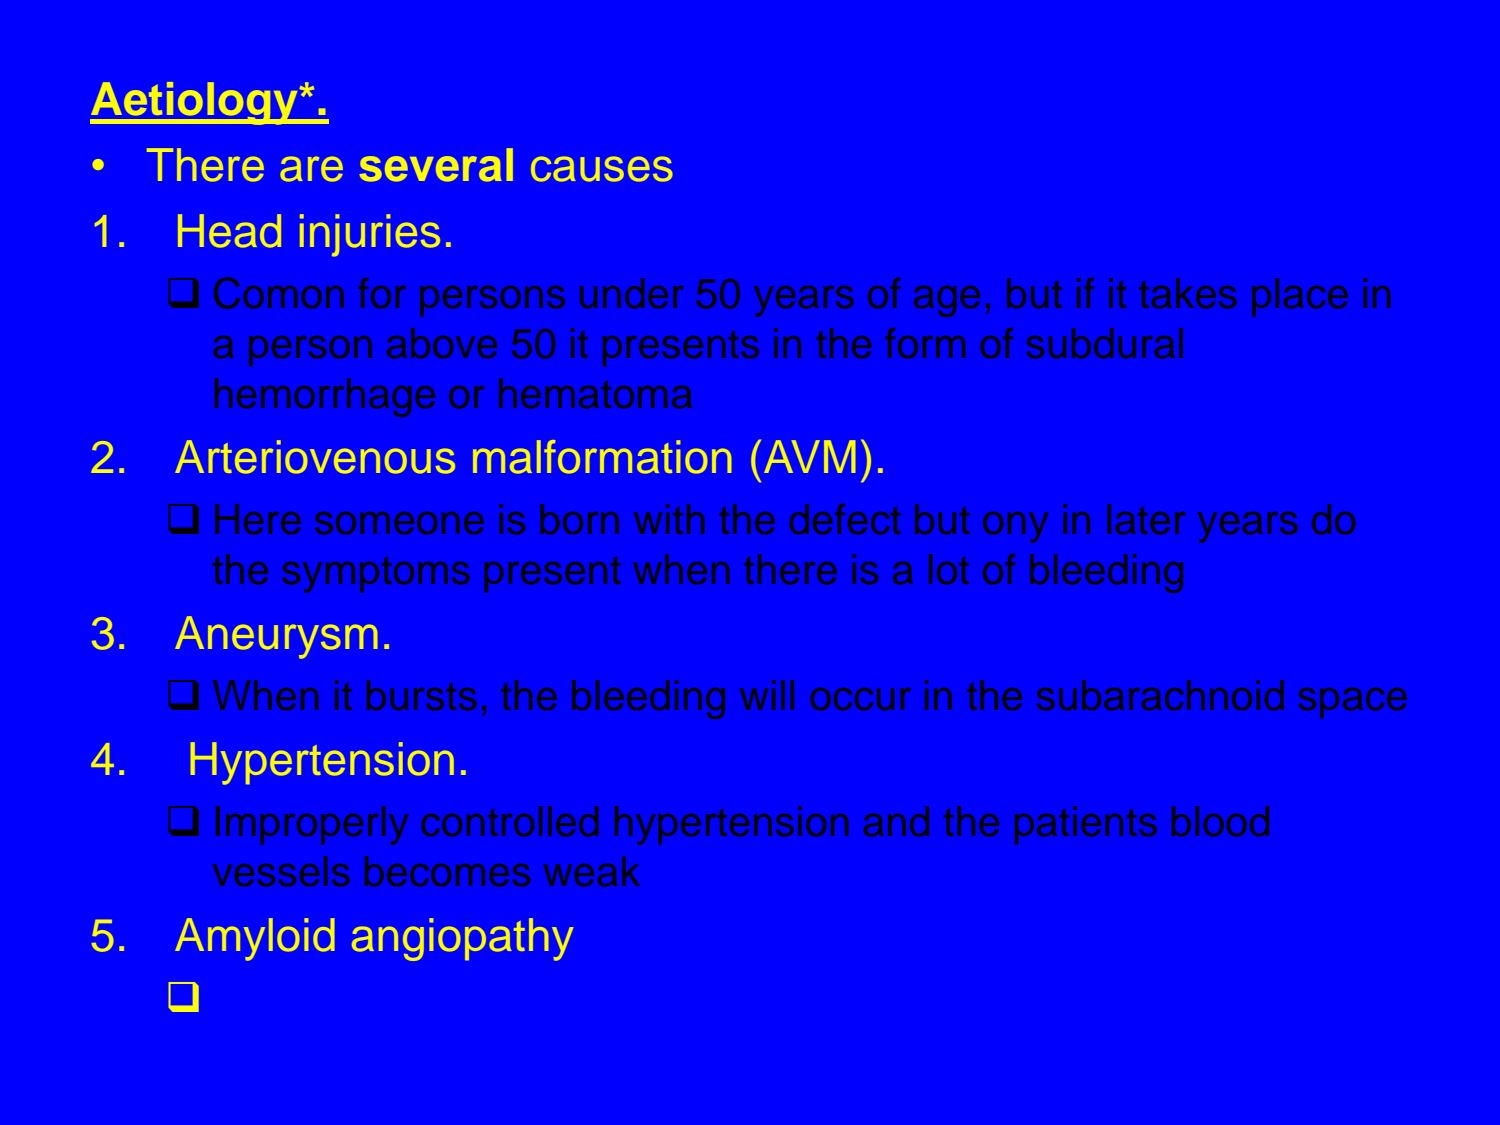 Aetiology*.
• There are several causes
1. Head injuries.
❑ Comon for persons under 50 years of age, but if it takes place in
a person above 50 it presents in the form of subdural
hemorrhage or hematoma
2. Arteriovenous malformation (AVM).
❑ Here someone is born with the defect but ony in later years do
the symptoms present when there is a lot of bleeding
3. Aneurysm.
❑ When it bursts, the bleeding will occur in the subarachnoid space
4. Hypertension.
❑ Improperly controlled hypertension and the patients blood
vessels becomes weak
5. Amyloid angiopathy
❑